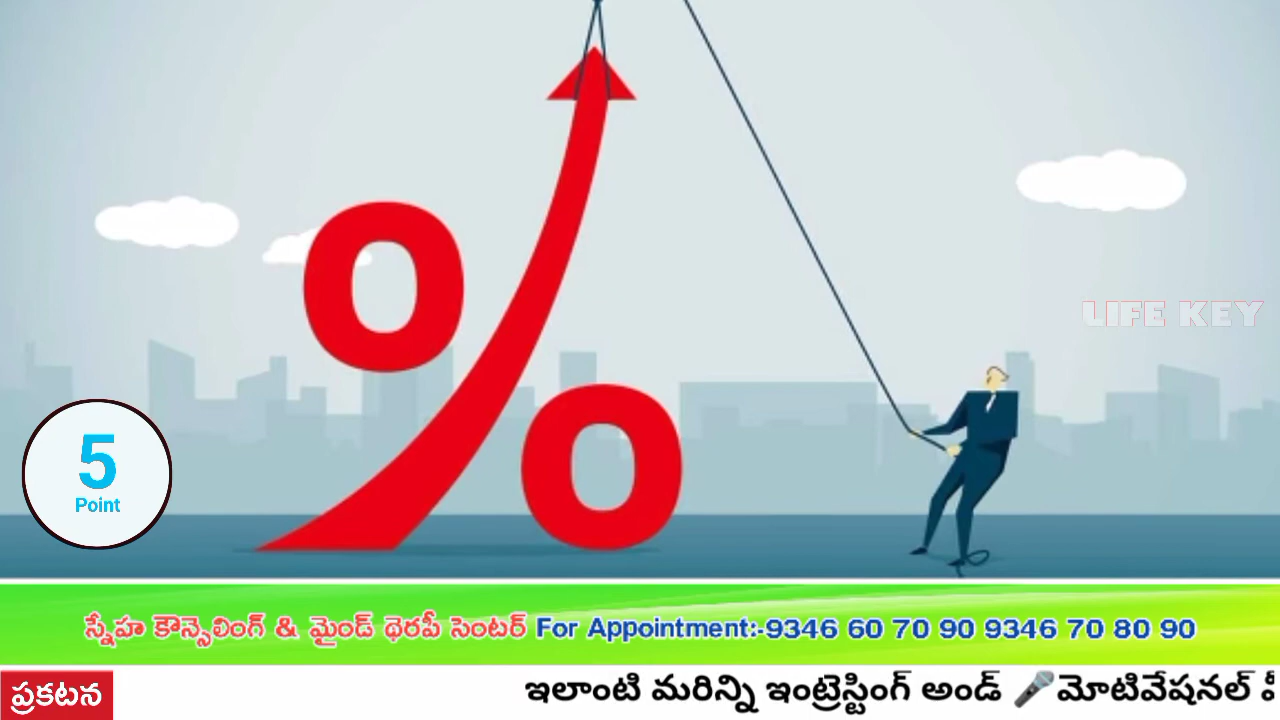 %
LIFE KEY
5
Point
స్నేహ కౌన్సెలింగ్ & మైండ్ థెరపీ సెంటర్ For Appointment:-9346 60 70 90 9346 70 80 90
ప్రకటన
ఇలాంటి మరిన్ని ఇంట్రెస్టింగ్ అండ్ 🎤మోటివేషనల్